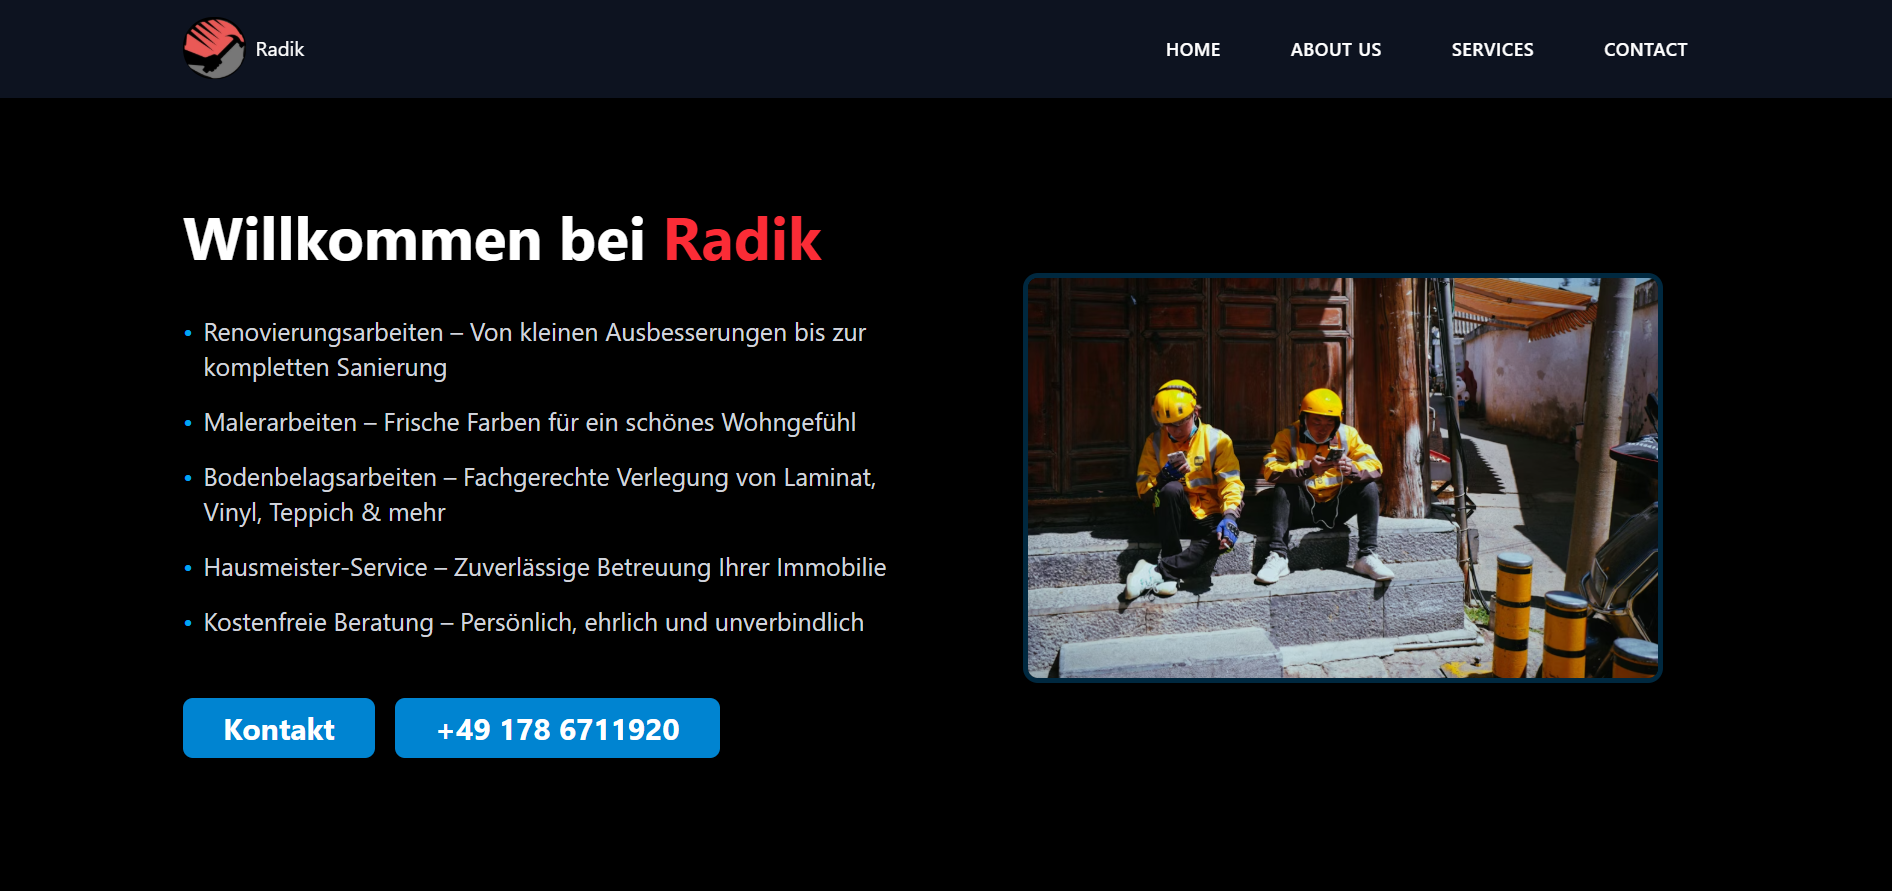 Radik
HOME
ABOUT US
SERVICES
CONTACT
Willkommen bei Radik
• Renovierungsarbeiten – Von kleinen Ausbesserungen bis zur
kompletten Sanierung
• Malerarbeiten – Frische Farben für ein schönes Wohngefühl
• Bodenbelagsarbeiten – Fachgerechte Verlegung von Laminat,
Vinyl, Teppich & mehr
• Hausmeister-Service – Zuverlässige Betreuung Ihrer Immobilie
• Kostenfreie Beratung – Persönlich, ehrlich und unverbindlich
Kontakt
+49 178 6711920